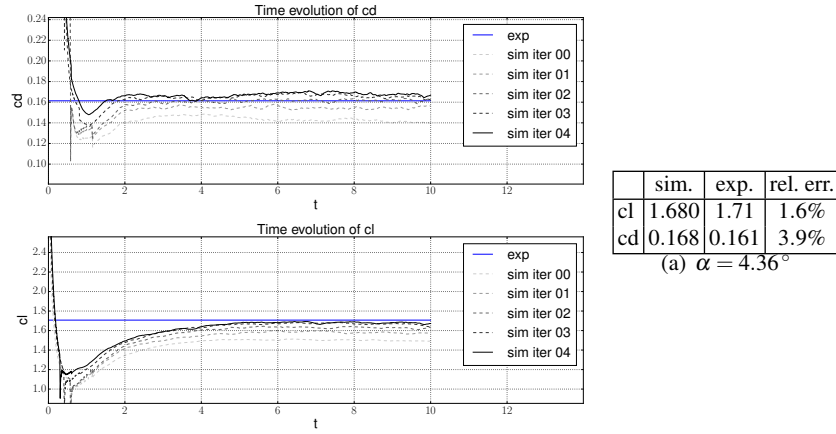 Time evolution of cd
0.24
0.22
0.20
0.18
0.16
0.14
0.12
0.10
cd
exp
sim iter 00
sim iter 01
sim iter 02
sim iter 03
sim iter 04
0 2 4 6 8 10 12
t
Time evolution of cl
2.4
2.2
2.0
1.8
1.6
1.4
1.2
1.0
cl
exp
sim iter 00
sim iter 01
sim iter 02
sim iter 03
sim iter 04
0 2 4 6 8 10 12
t
sim. exp. rel. err.
cl 1.680 1.71 1.6%
cd 0.168 0.161 3.9%
(a) α = 4.36°